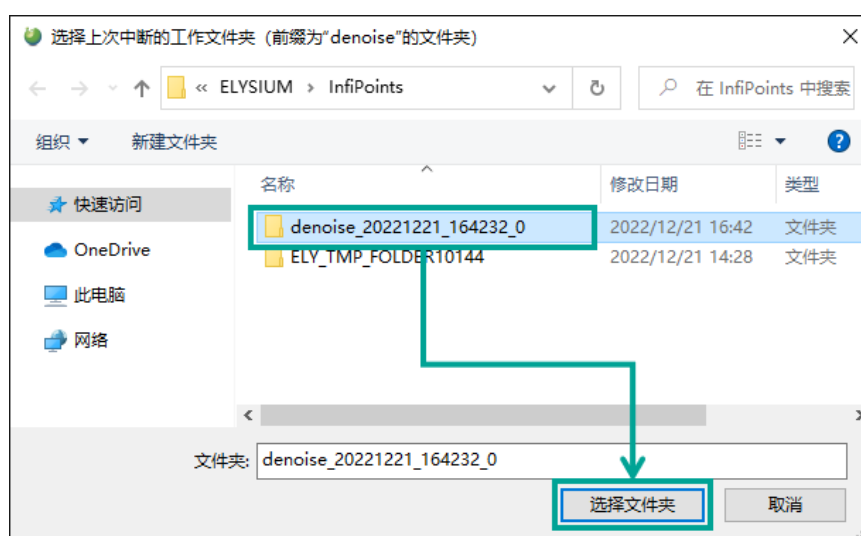 选择上次中断的工作文件夹 (前缀为“denoise”的文件夹)
« ELYSIUM › InfiPoints
在 InfiPoints 中搜索
组织 新建文件夹
名称 修改日期 类型
快速访问
denoise_20221221_164232_0 2022/12/21 16:42 文件夹
OneDrive
ELY_TMP_FOLDER10144 2022/12/21 14:28 文件夹
此电脑
网络
文件夹: denoise_20221221_164232_0
选择文件夹 取消